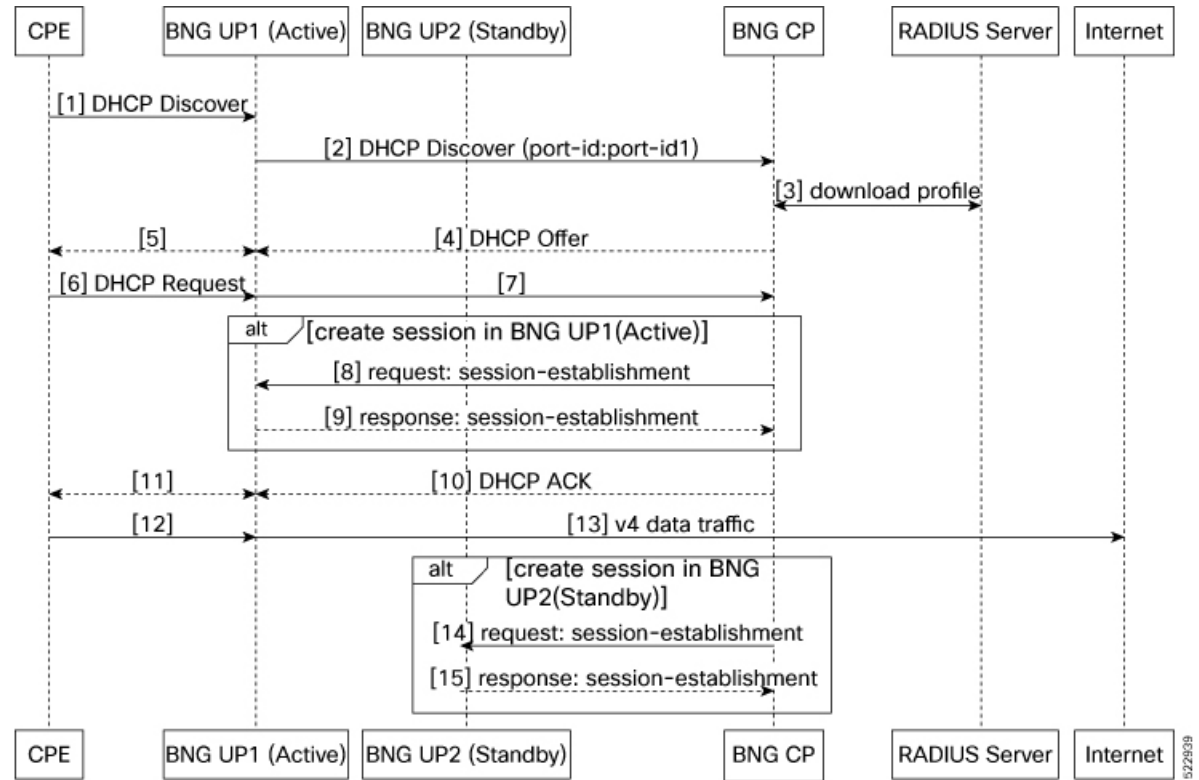 CPE
BNG UP1 (Active)
BNG UP2 (Standby)
BNG CP
RADIUS Server
Internet
[1] DHCP Discover
[2] DHCP Discover (port-id:port-id1)
[3] download profile
[5]
[4] DHCP Offer
[6] DHCP Request
[7]
alt
[create session in BNG UP1(Active)]
[8] request: session-establishment
[9] response: session-establishment
[11]
[10] DHCP ACK
[12]
[13] v4 data traffic
alt
[create session in BNG
UP2(Standby)]
[14] request: session-establishment
[15] response: session-establishment
CPE
BNG UP1 (Active)
BNG UP2 (Standby)
BNG CP
RADIUS Server
Internet
522939